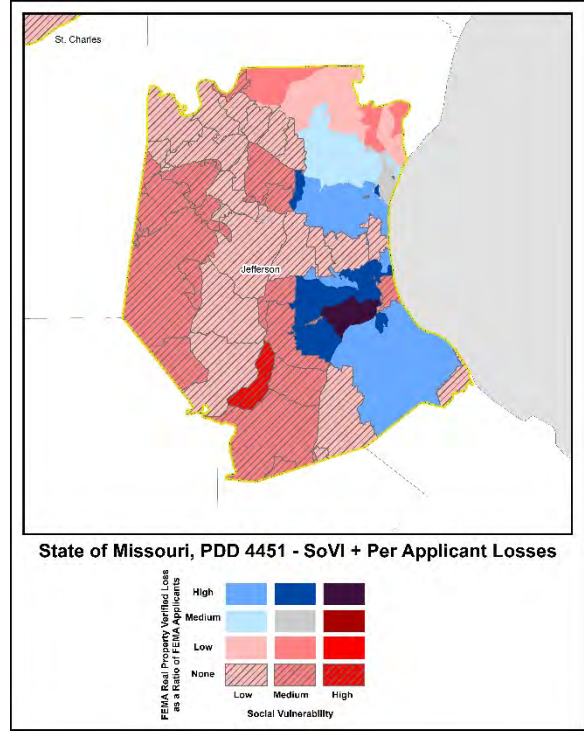 St. Charles
Jefferson
State of Missouri, PDD 4451 - SoVI + Per Applicant Losses
FEMA Real Property Verified Loss
as a Ratio of FEMA Applicants
High
Medium
Low
None
Low Medium High
Social Vulnerability